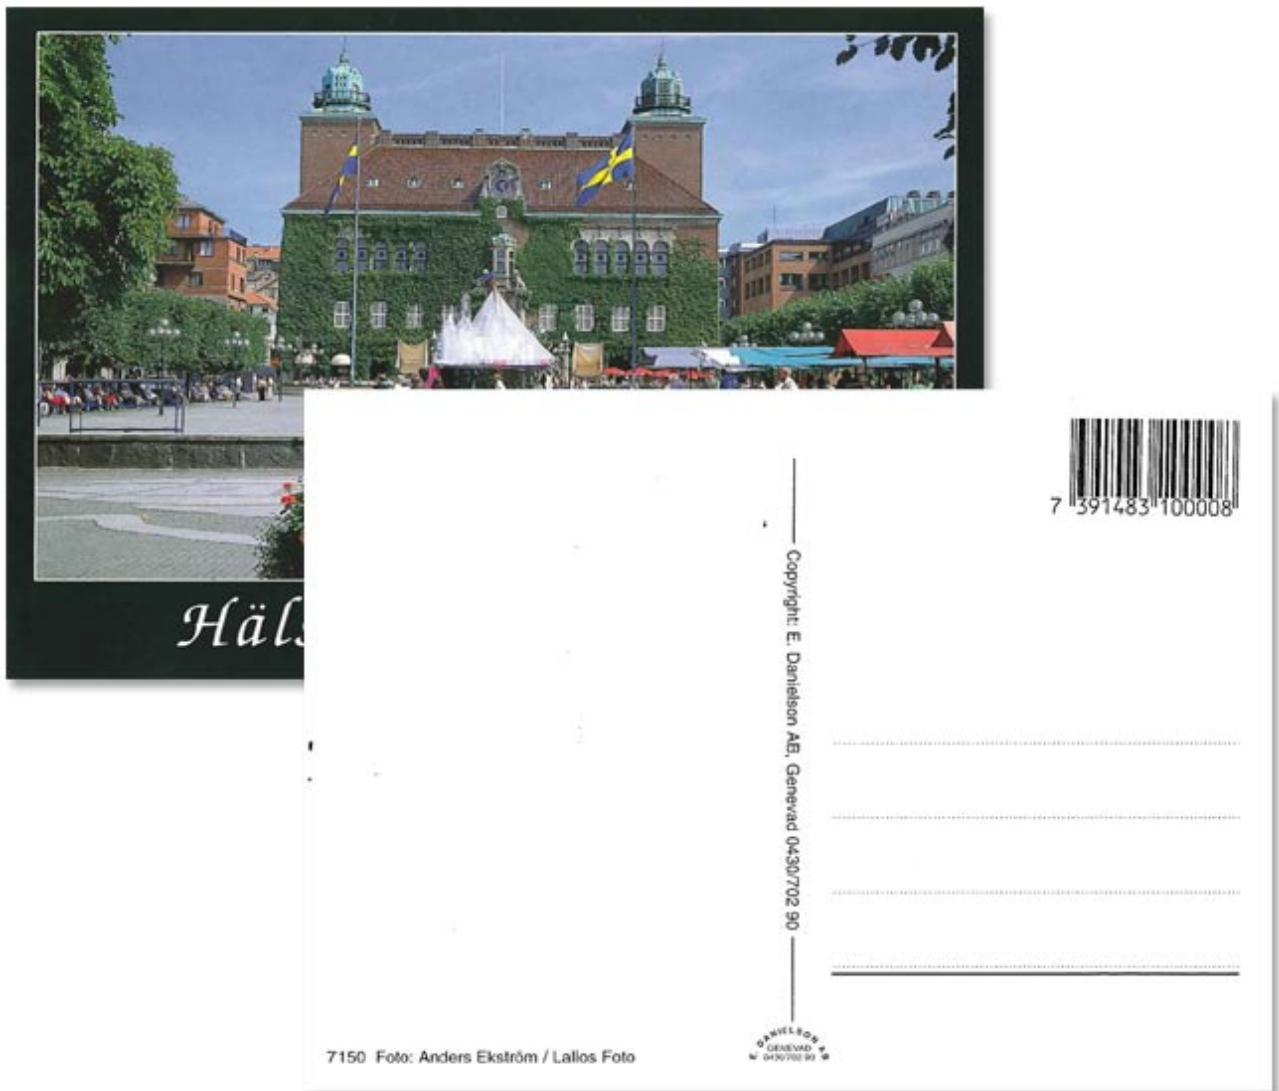 Häls
7 391483 100008
Copyright: E. Danielson AB, Genevad 0430/702 90
7150 Foto: Anders Ekström / Lallos Foto
E. DANIELSON AB
GENEVAD
0430/702 90